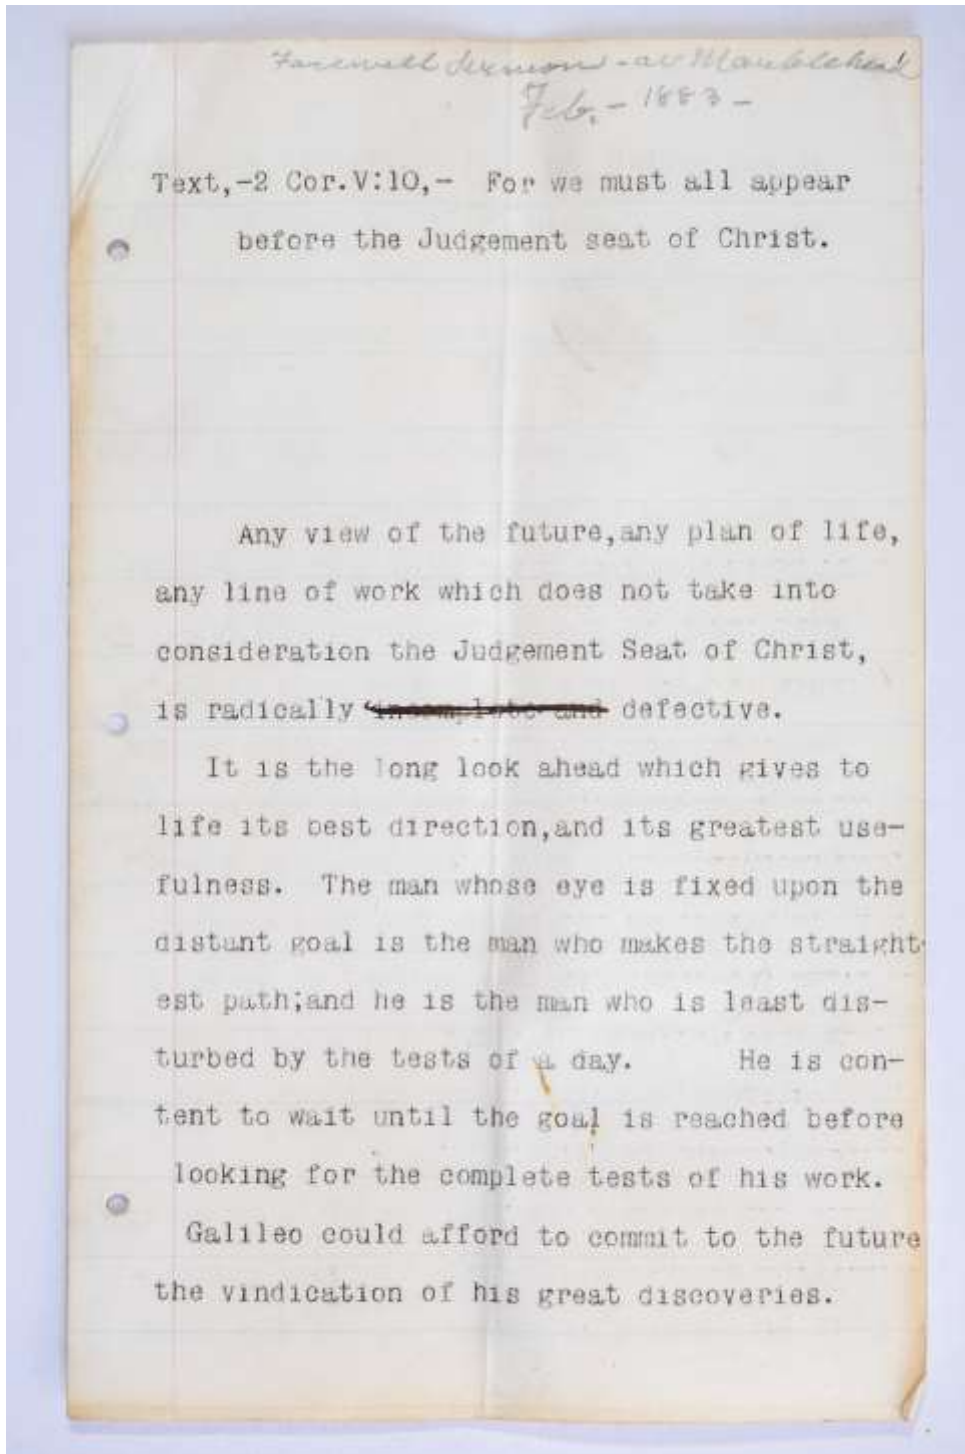 Farewell Sermon - at Marblehead
Feb. - 1883 -
Text,-2 Cor.V:10,- For we must all appear
before the Judgement seat of Christ.
Any view of the future,any plan of life,
any line of work which does not take into
consideration the Judgement Seat of Christ,
is radically incomplete and defective.
It is the long look ahead which gives to
life its best direction,and its greatest use-
fulness. The man whose eye is fixed upon the
distant goal is the man who makes the straight-
est path;and he is the man who is least dis-
turbed by the tests of a day. He is con-
tent to wait until the goal is reached before
looking for the complete tests of his work.
Galileo could afford to commit to the future
the vindication of his great discoveries.